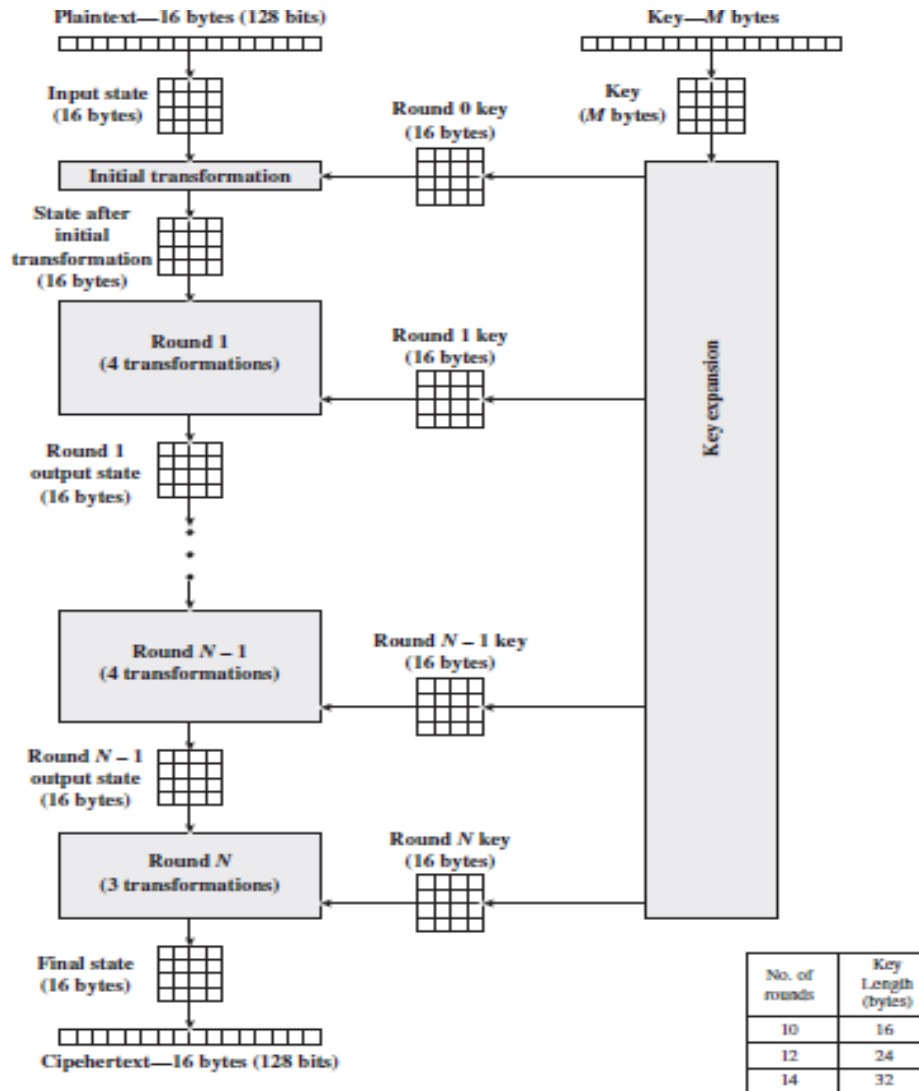 Plaintext—16 bytes (128 bits)
Key—M bytes
Input state
(16 bytes)
Key
(M bytes)
Round 0 key
(16 bytes)
Initial transformation
State after
initial
transformation
(16 bytes)
Round 1
(4 transformations)
Round 1 key
(16 bytes)
Key expansion
Round 1
output state
(16 bytes)
Round N – 1
(4 transformations)
Round N – 1 key
(16 bytes)
Round N – 1
output state
(16 bytes)
Round N
(3 transformations)
Round N key
(16 bytes)
Final state
(16 bytes)
No. of
rounds
Key
Length
(bytes)
10 16
12 24
14 32
Cipehertext—16 bytes (128 bits)